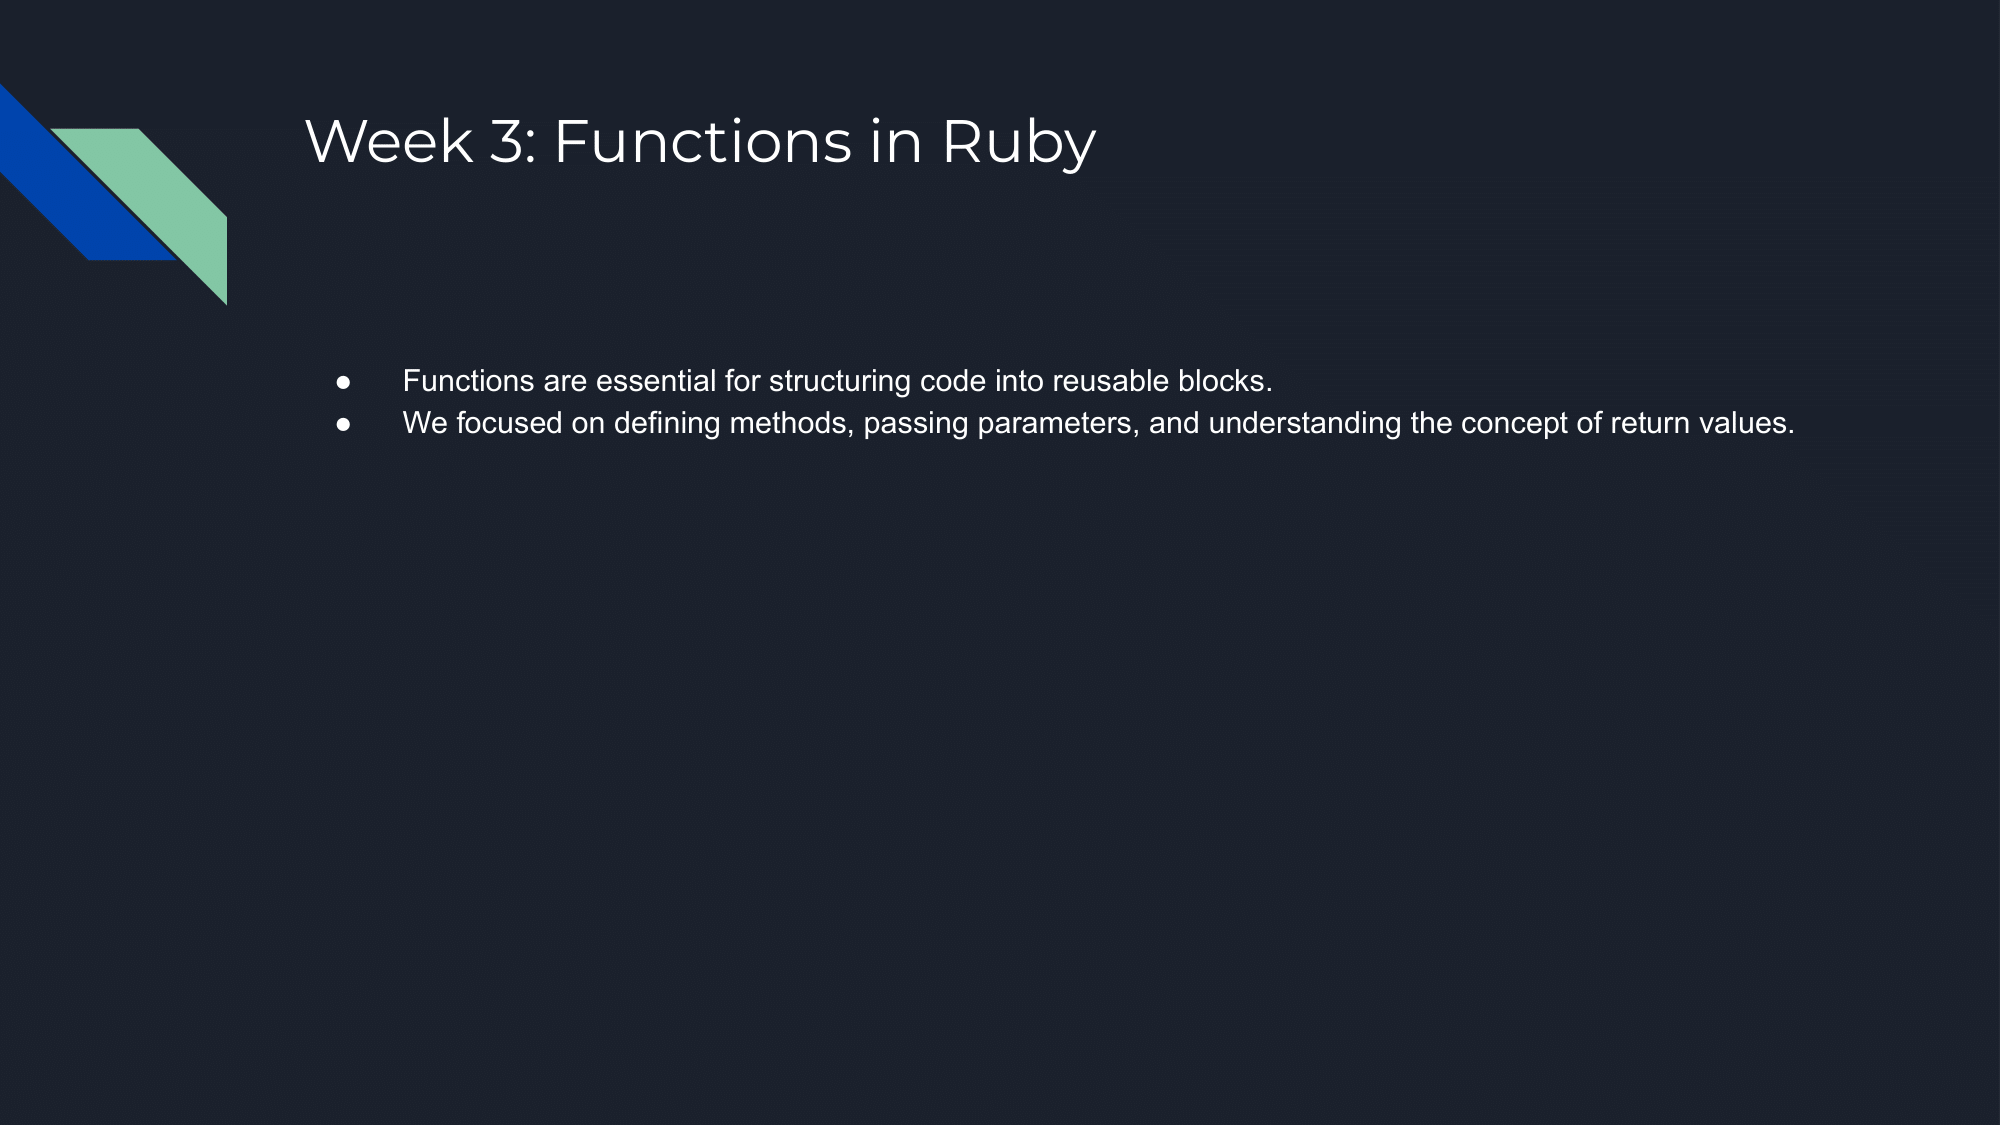 Week 3: Functions in Ruby
● Functions are essential for structuring code into reusable blocks.
● We focused on defining methods, passing parameters, and understanding the concept of return values.